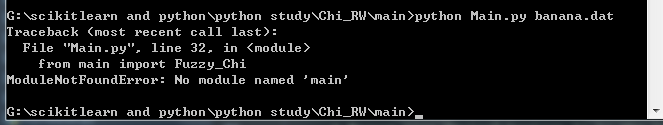 G:\scikitlearn and python\python study\Chi_RW\main>python Main.py banana.dat
Traceback (most recent call last):
  File "Main.py", line 32, in <module>
    from main import Fuzzy_Chi
ModuleNotFoundError: No module named 'main'
G:\scikitlearn and python\python study\Chi_RW\main>_